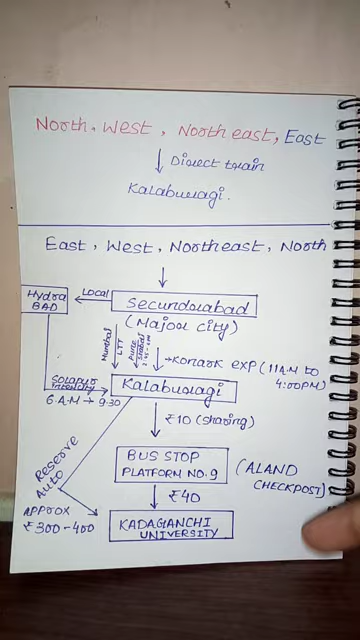 North, West, North east, East
Direct train
Kalaburagi.
East, West, Northeast, North
HYDRA
BAD
Local
Secunderabad
(Major city)
Mumbai
LTT
→Konark exp (11A.M to
4:00PM)
Intercity
6.A.M → 9:30
Kalaburagi
₹10 (sharing)
Reserve
Auto
APPROX
₹300-400
BUS STOP
PLATFORM NO.9
(ALAND
CHECKPOST)
₹40
KADAGANCHI
UNIVERSITY